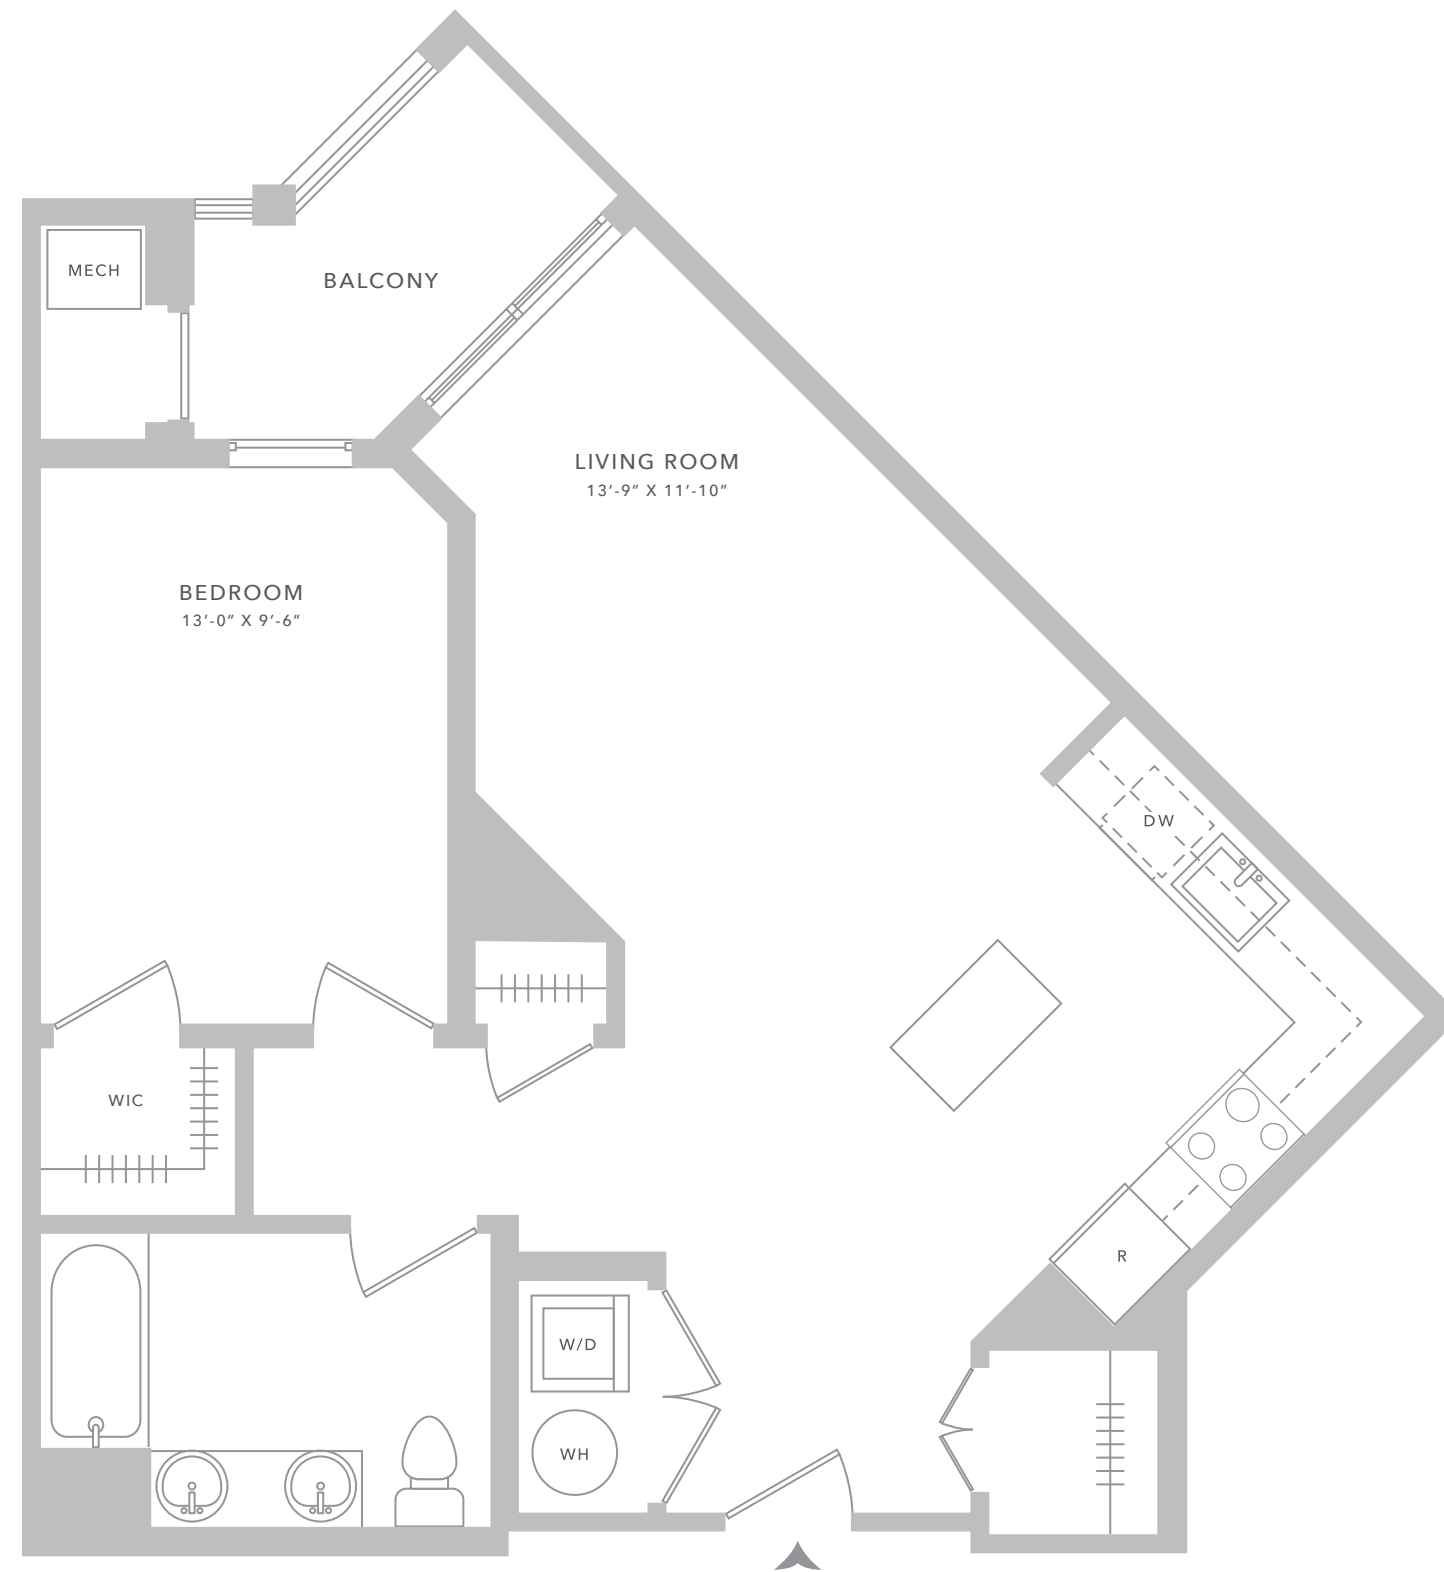 MECH
BALCONY
LIVING ROOM
13’-9” X 11’-10”
BEDROOM
13’-0” X 9’-6”
DW
WIC
R
W/D
WH